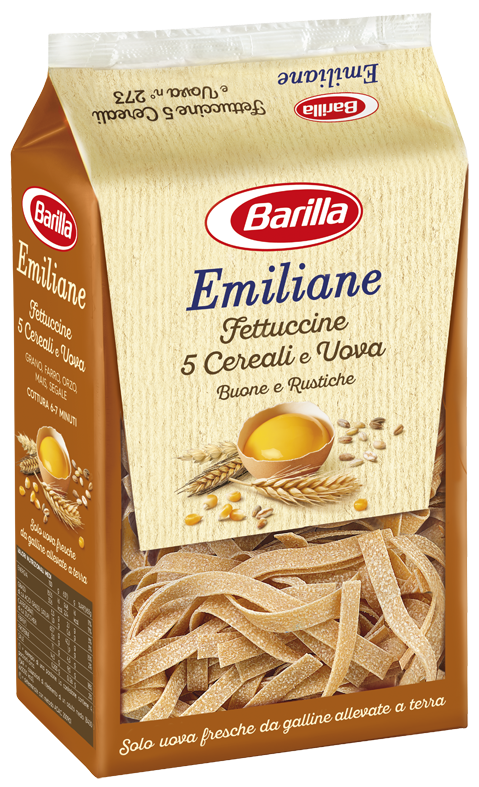 Emiliane
Barilla
Fettuccine 5 Cereali
e Uova n° 273
Barilla
Emiliane
Fettuccine
5 Cereali e Uova
Buone e Rustiche
Solo uova fresche da galline allevate a terra
Barilla
Emiliane
Fettuccine
5 Cereali e Uova
GRANO, FARRO, ORZO,
MAIS, SEGALE
COTTURA 6-7 MINUTI
Solo uova fresche
da galline allevate a terra